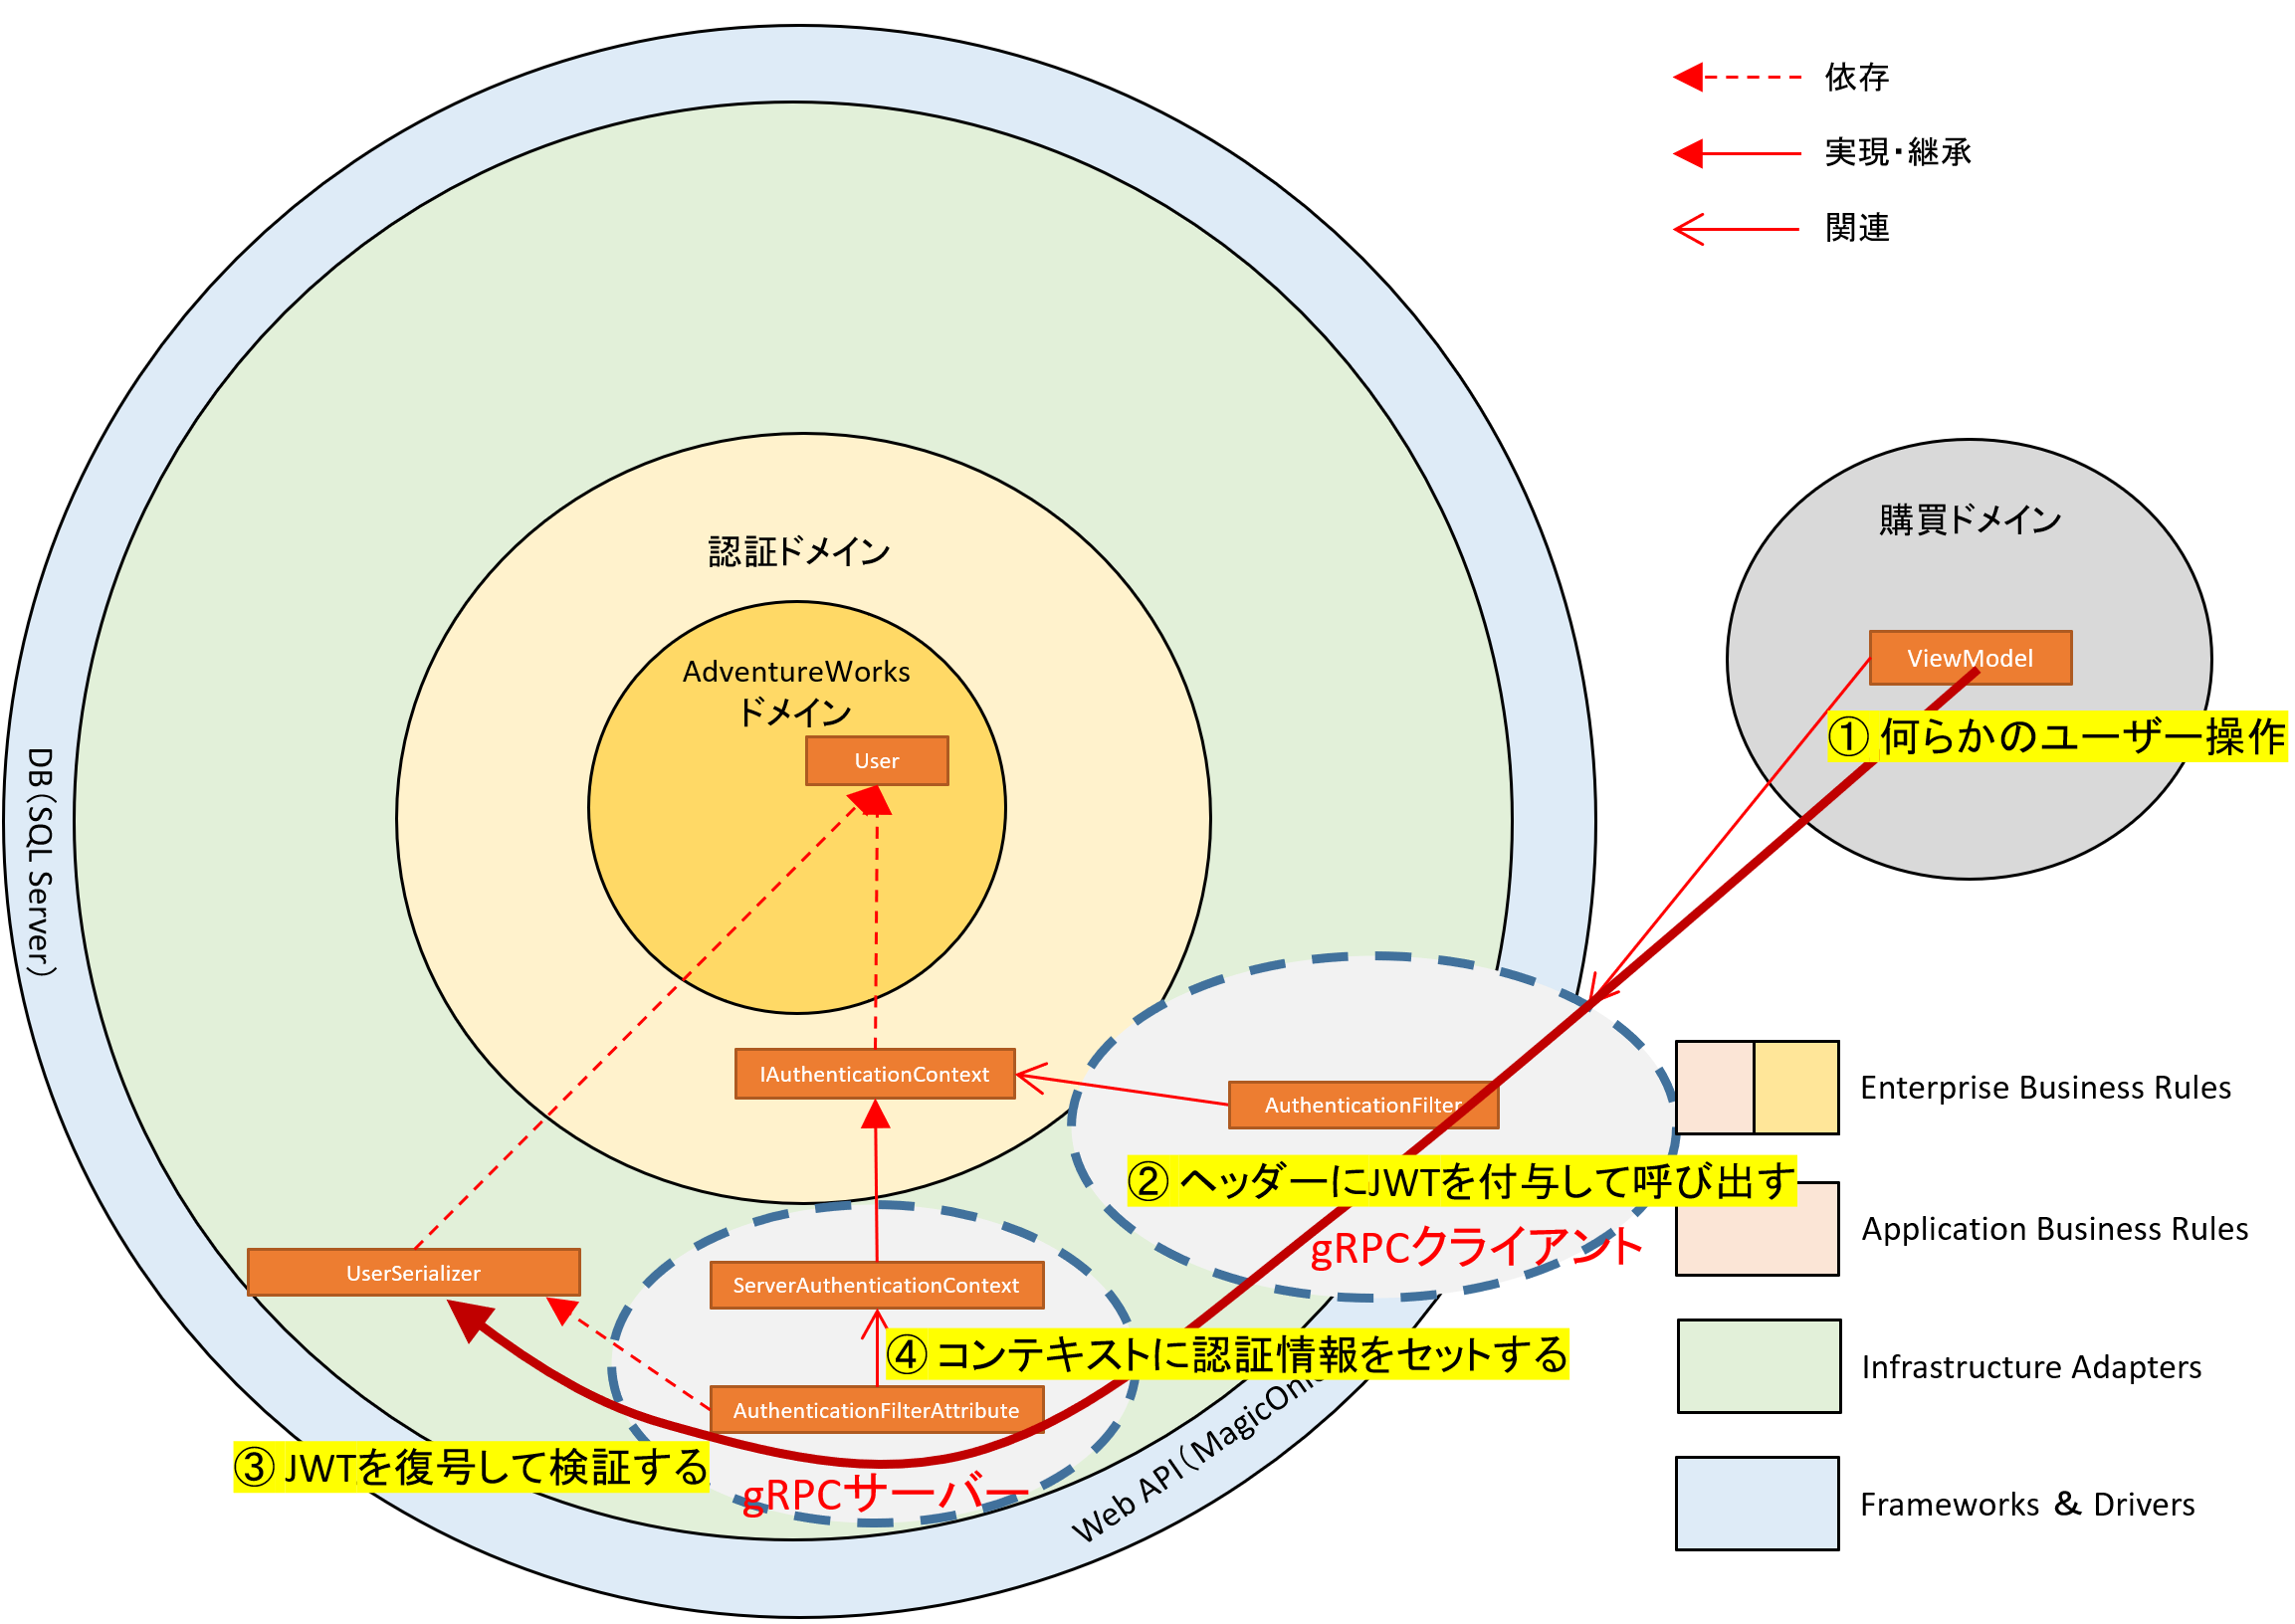 依存
実現・継承
関連
認証ドメイン
AdventureWorks
ドメイン
User
購買ドメイン
ViewModel
① 何らかのユーザー操作
DB（SQL Server）
IAuthenticationContext
AuthenticationFilter
② ヘッダーにJWTを付与して呼び出す
gRPCクライアント
UserSerializer
ServerAuthenticationContext
④ コンテキストに認証情報をセットする
AuthenticationFilterAttribute
③ JWTを復号して検証する
gRPCサーバー
Web API（MagicOni
Enterprise Business Rules
Application Business Rules
Infrastructure Adapters
Frameworks ＆ Drivers